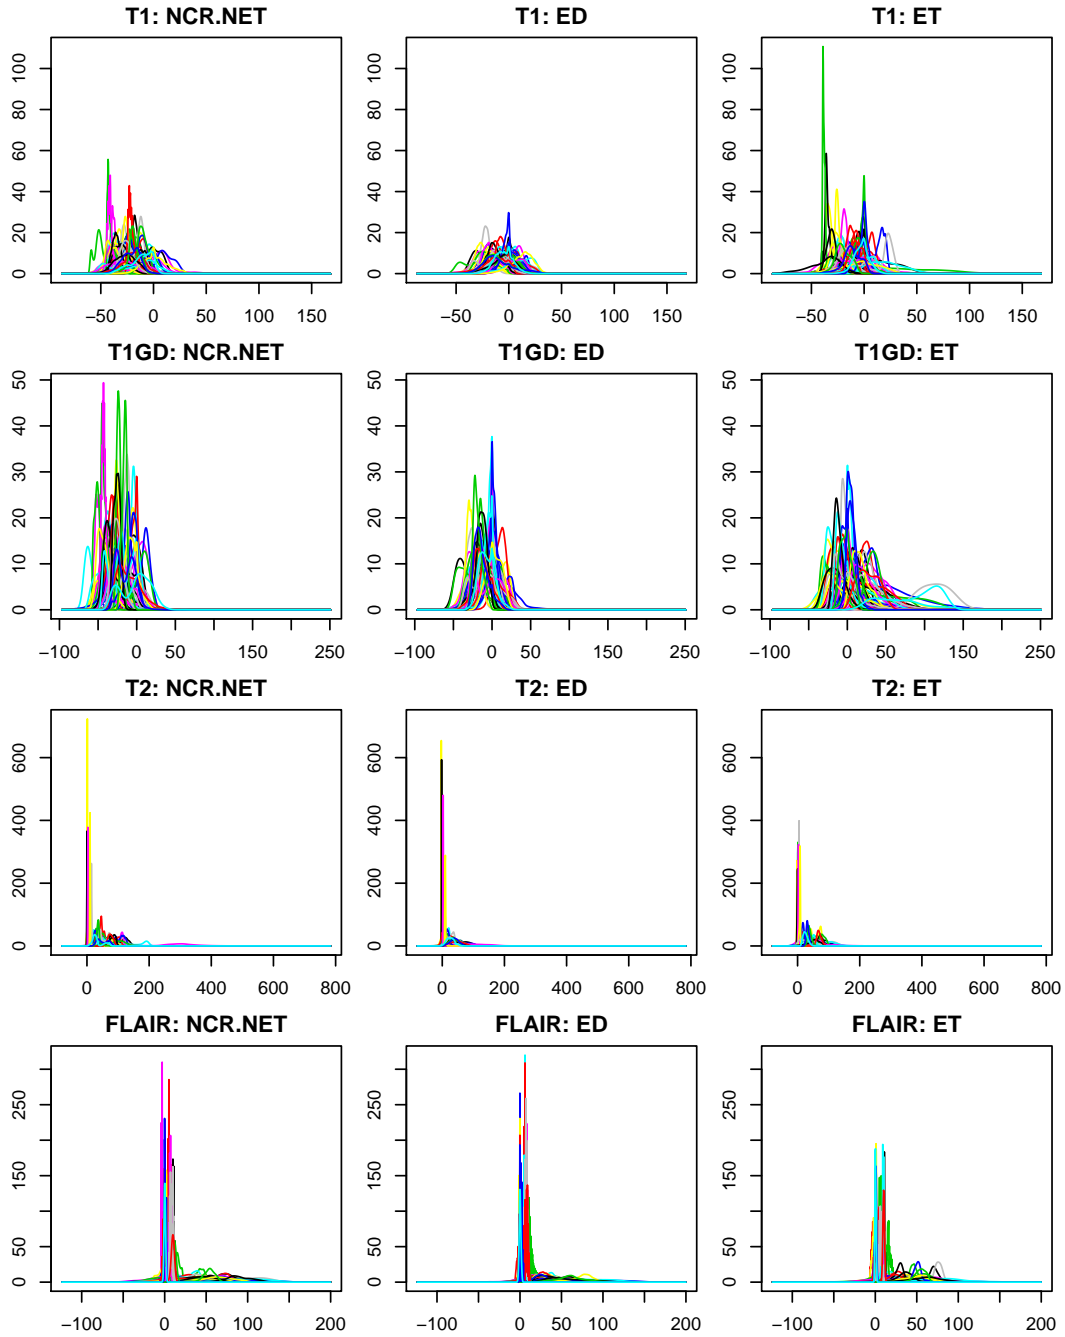 T1: NCR.NET
0 20 40 60 80 100
−50 0 50 100 150
T1: ED
0 20 40 60 80 100
−50 0 50 100 150
T1: ET
0 20 40 60 80 100
−50 0 50 100 150
T1GD: NCR.NET
0 10 20 30 40 50
−100 0 50 150 250
T1GD: ED
0 10 20 30 40 50
−100 0 50 150 250
T1GD: ET
0 10 20 30 40 50
−100 0 50 150 250
T2: NCR.NET
0 200 400 600
0 200 400 600 800
T2: ED
0 200 400 600
0 200 400 600 800
T2: ET
0 200 400 600
0 200 400 600 800
FLAIR: NCR.NET
0 50 150 250
−100 0 50 100 150 200
FLAIR: ED
0 50 150 250
−100 0 50 100 150 200
FLAIR: ET
0 50 150 250
−100 0 50 100 150 200